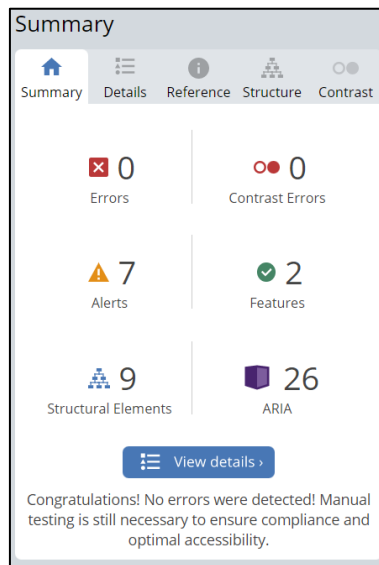 Summary
Summary Details Reference Structure Contrast
0 0
Errors Contrast Errors
7 2
Alerts Features
9 26
Structural Elements ARIA
View details ›
Congratulations! No errors were detected! Manual
testing is still necessary to ensure compliance and
optimal accessibility.